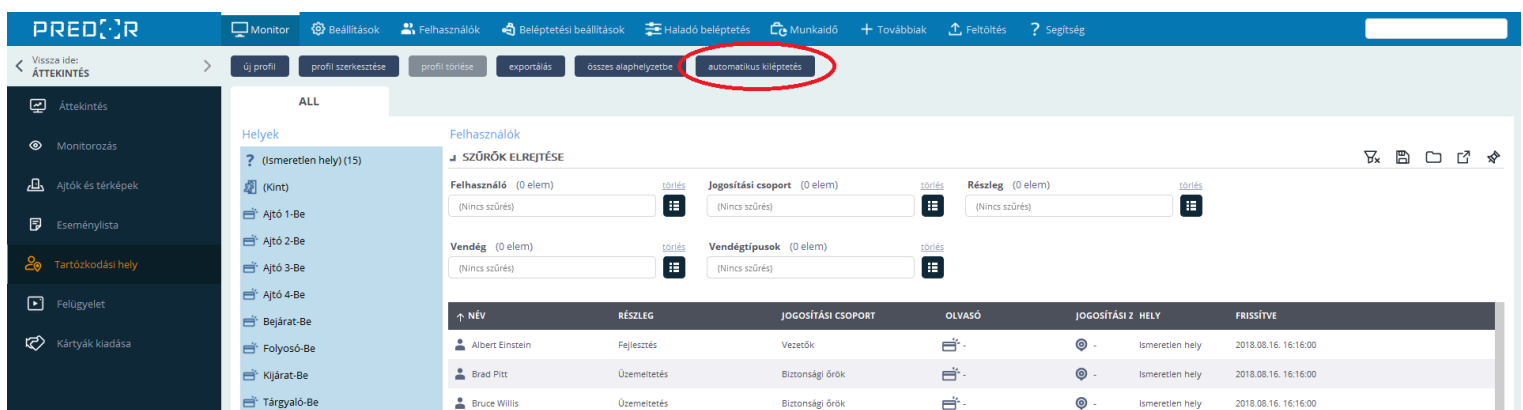 PREDOR
Monitor Beállítások Felhasználók Beléptetési beállítások Haladó beléptetés Munkaidő Továbbiak Feltöltés Segítség
Vissza ide:
ÁTTEKINTÉS
új profil profil szerkesztése profil törlése exportálás összes alaphelyzetbe automatikus kiléptetés
Áttekintés
Monitorozás
Ajtók és térképek
Eseménylista
Tartózkodási hely
Felügyelet
Kártyák kiadása
ALL
Helyek
(Ismeretlen hely) (15)
(Kint)
Ajtó 1-Be
Ajtó 2-Be
Ajtó 3-Be
Ajtó 4-Be
Bejárat-Be
Folyosó-Be
Kijárat-Be
Tárgyaló-Be
Felhasználók
SZŰRŐK ELREJTÉSE
Felhasználó (0 elem) törlés Jogosítási csoport (0 elem) törlés Részleg (0 elem) törlés
(Nincs szűrés) (Nincs szűrés) (Nincs szűrés)
Vendég (0 elem) törlés Vendégtípusok (0 elem) törlés
(Nincs szűrés) (Nincs szűrés)
NÉV RÉSZLEG JOGOSÍTÁSI CSOPORT OLVASÓ JOGOSÍTÁSI Z HELY FRISSÍTVE
Albert Einstein Fejlesztés Vezetők - - Ismeretlen hely 2018.08.16. 16:16:00
Brad Pitt Üzemeltetés Biztonsági őrök - - Ismeretlen hely 2018.08.16. 16:16:00
Bruce Willis Üzemeltetés Biztonsági őrök - - Ismeretlen hely 2018.08.16. 16:16:00